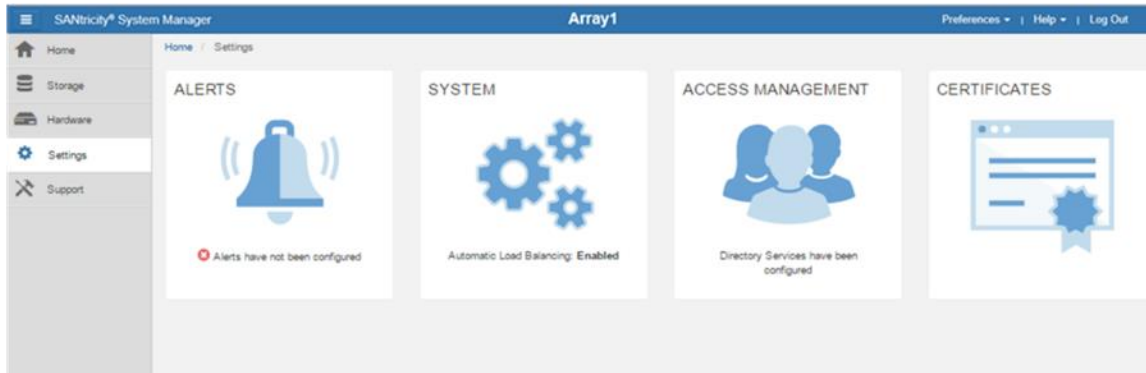 SANtricity® System Manager
Array1
Preferences | Help | Log Out
Home
Storage
Hardware
Settings
Support
Home / Settings
ALERTS
Alerts have not been configured
SYSTEM
Automatic Load Balancing: Enabled
ACCESS MANAGEMENT
Directory Services have been
configured
CERTIFICATES